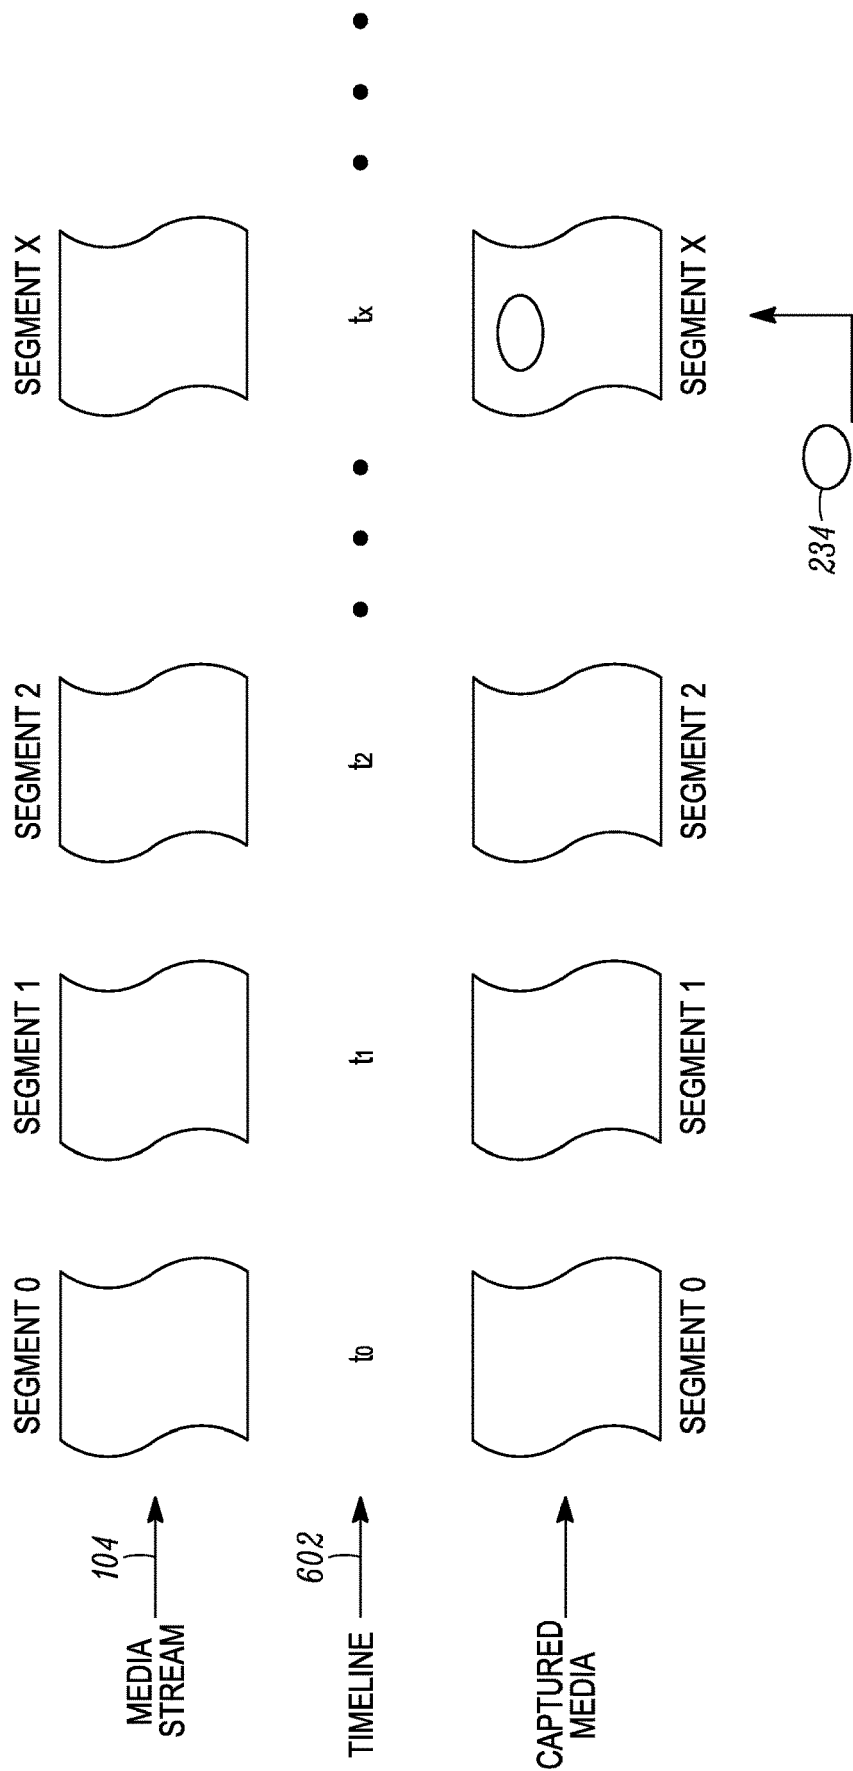 SEGMENT 0
SEGMENT 1
SEGMENT 2
SEGMENT X
MEDIA
STREAM
104
TIMELINE
602
t0
t1
t2
tx
CAPTURED
MEDIA
SEGMENT 0
SEGMENT 1
SEGMENT 2
SEGMENT X
234